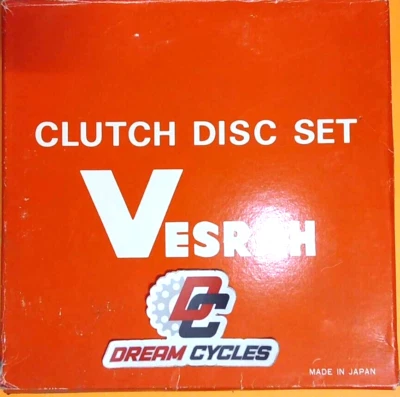 CLUTCH DISC SET
VESRAH
DC
DREAM CYCLES
MADE IN JAPAN